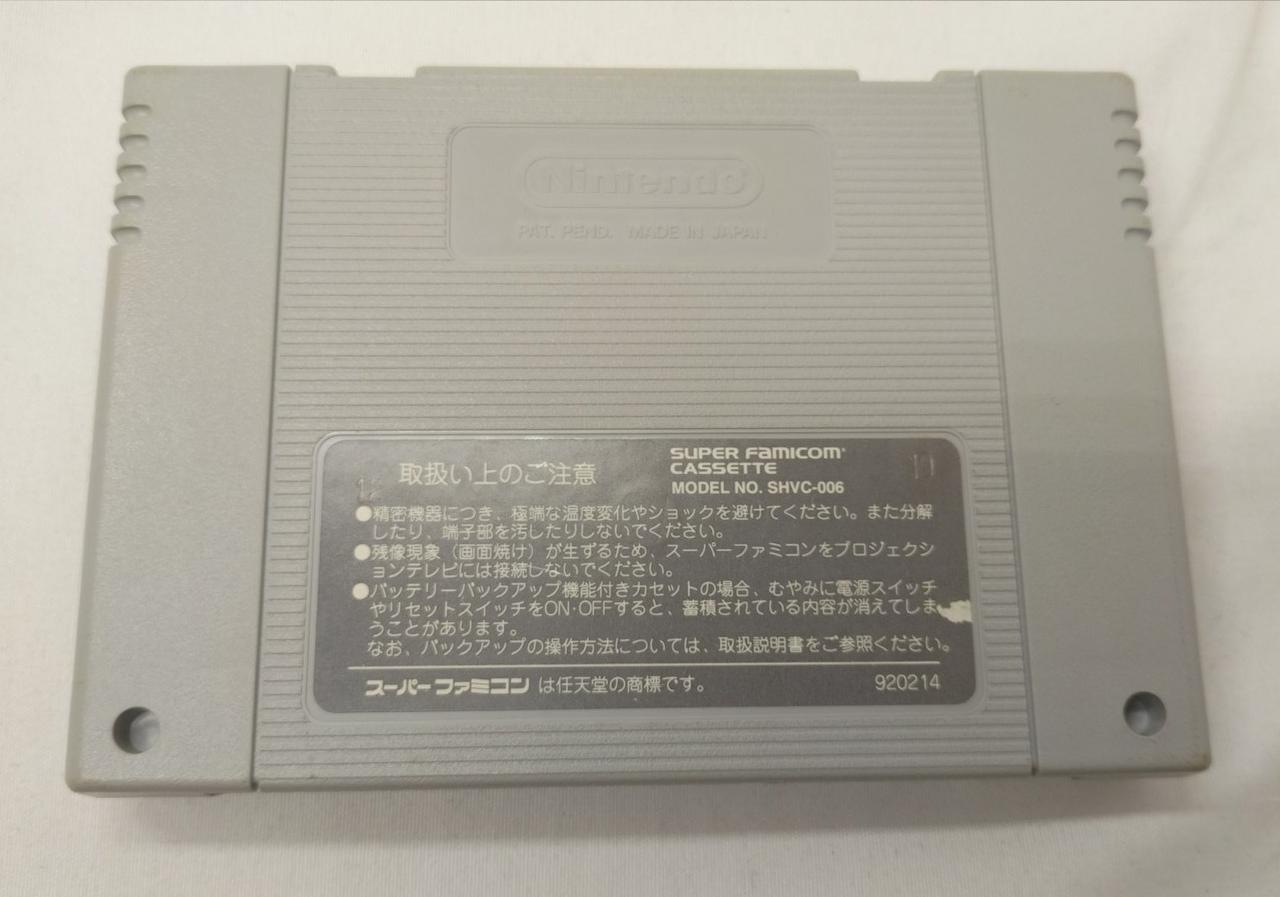 Nintendo
PAT. PEND. MADE IN JAPAN
取扱い上のご注意
SUPER FAMICOM
CASSETTE
MODEL NO. SHVC-006
●精密機器につき、極端な温度変化やショックを避けてください。また分解
したり、端子部を汚したりしないでください。
●残像現象（画面焼け）が生ずるため、スーパーファミコンをプロジェクシ
ョンテレビには接続しないでください。
●バッテリーバックアップ機能付きカセットの場合、むやみに電源スイッチ
やリセットスイッチをON・OFFすると、蓄積されている内容が消えてしま
うことがあります。
なお、バックアップの操作方法については、取扱説明書をご参照ください。
スーパーファミコン は任天堂の商標です。
920214